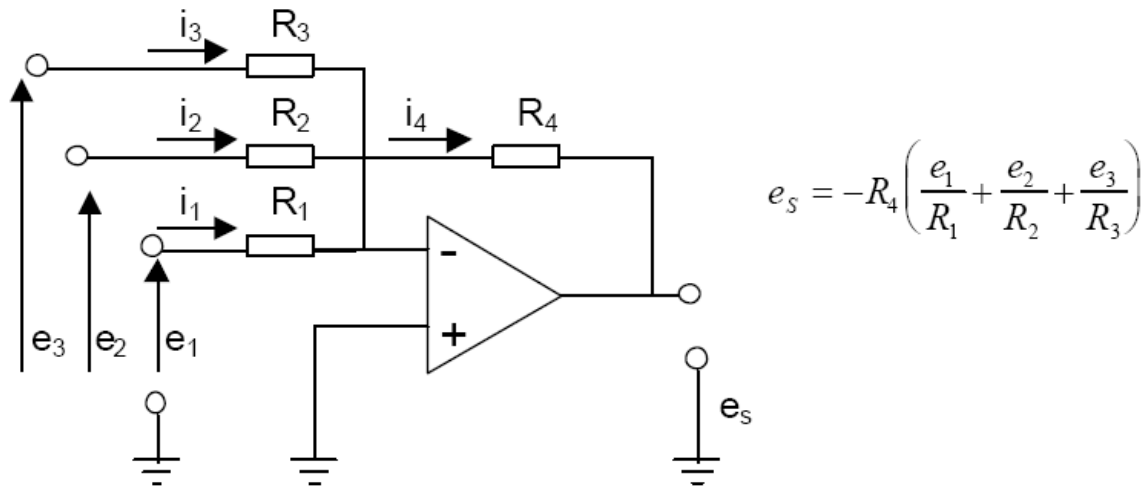 i₃ R₃
i₂ R₂ i₄ R₄
i₁ R₁
-
+
e₃ e₂ e₁ eₛ
e_S = -R₄(e₁/R₁ + e₂/R₂ + e₃/R₃)